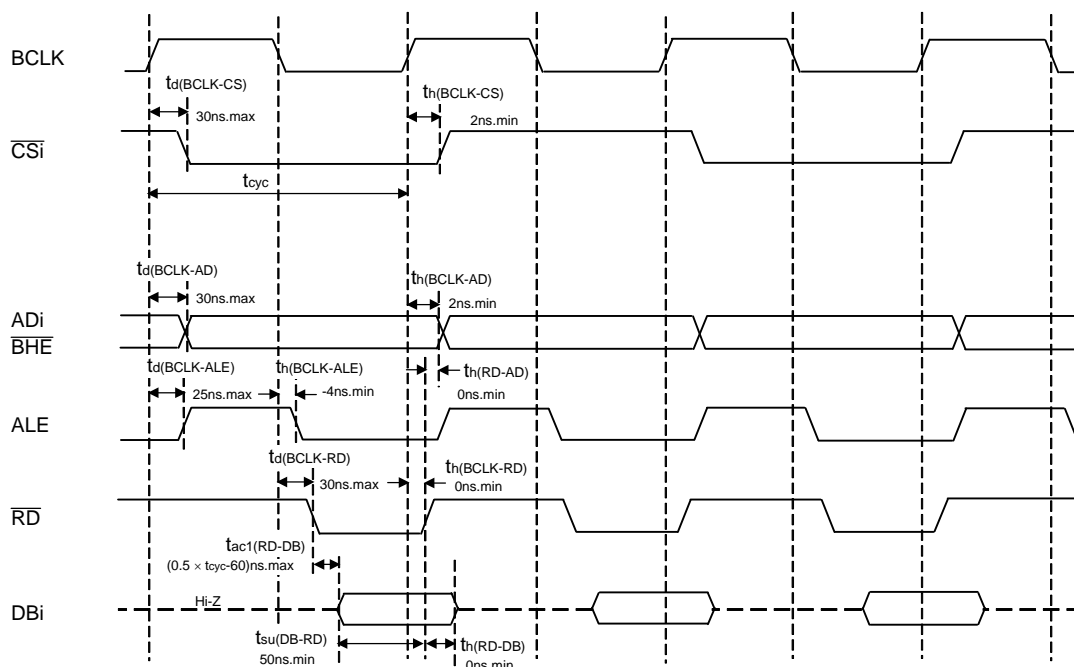 BCLK
td(BCLK-CS)
30ns.max
th(BCLK-CS)
2ns.min
CSi
tcyc
td(BCLK-AD)
30ns.max
th(BCLK-AD)
2ns.min
ADi
BHE
td(BCLK-ALE)
25ns.max
th(BCLK-ALE)
-4ns.min
th(RD-AD)
0ns.min
ALE
td(BCLK-RD)
30ns.max
th(BCLK-RD)
0ns.min
RD
tac1(RD-DB)
(0.5 × tcyc-60)ns.max
Hi-Z
DBi
tsu(DB-RD)
50ns.min
th(RD-DB)
0ns.min